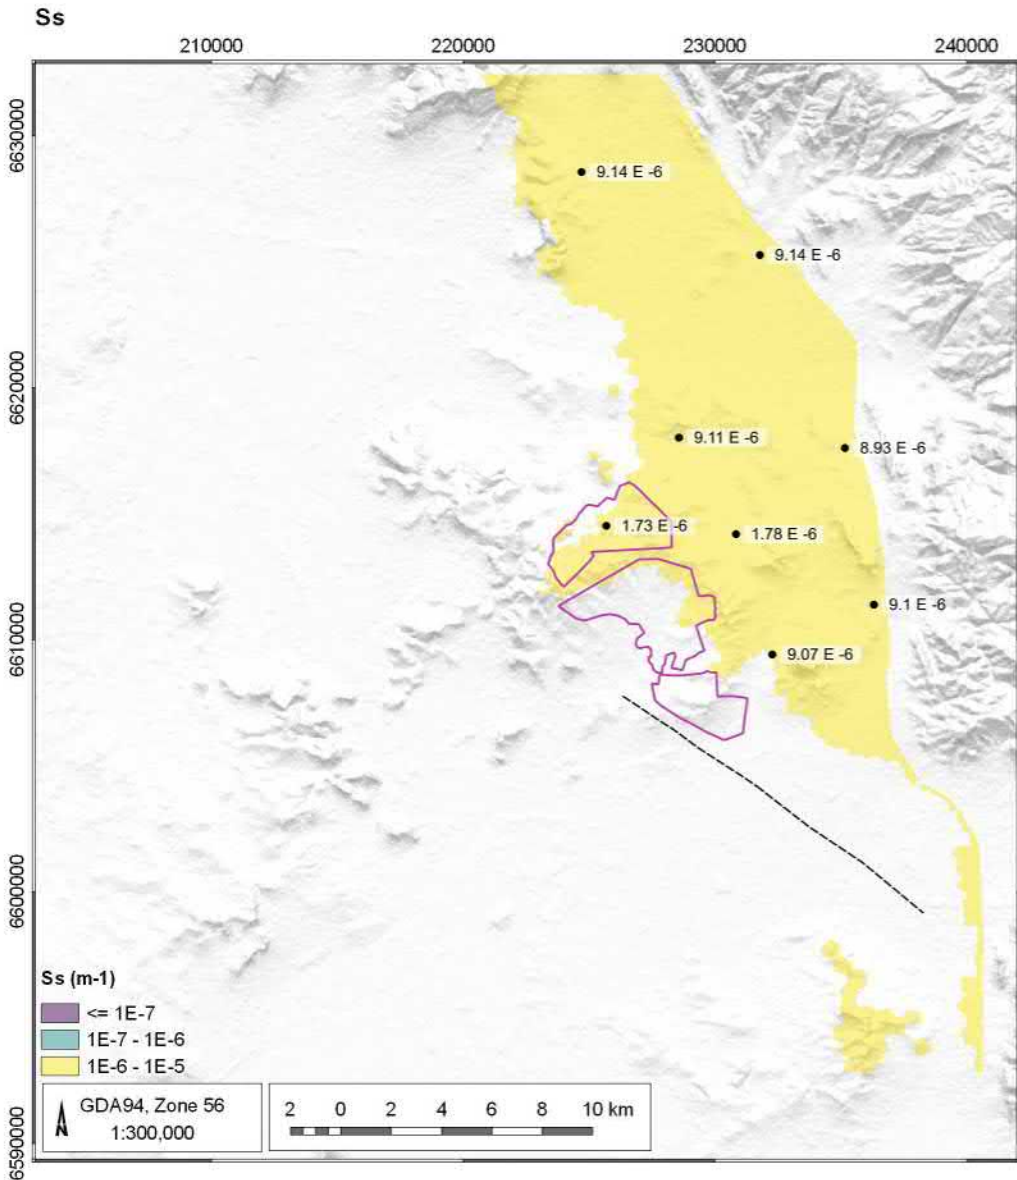 Ss
210000
220000
230000
240000
6630000
6620000
6610000
6600000
6590000
9.14 E -6
9.14 E -6
9.11 E -6
8.93 E -6
1.73 E -6
1.78 E -6
9.1 E -6
9.07 E -6
Ss (m-1)
<= 1E-7
1E-7 - 1E-6
1E-6 - 1E-5
N
GDA94, Zone 56
1:300,000
2 0 2 4 6 8 10 km